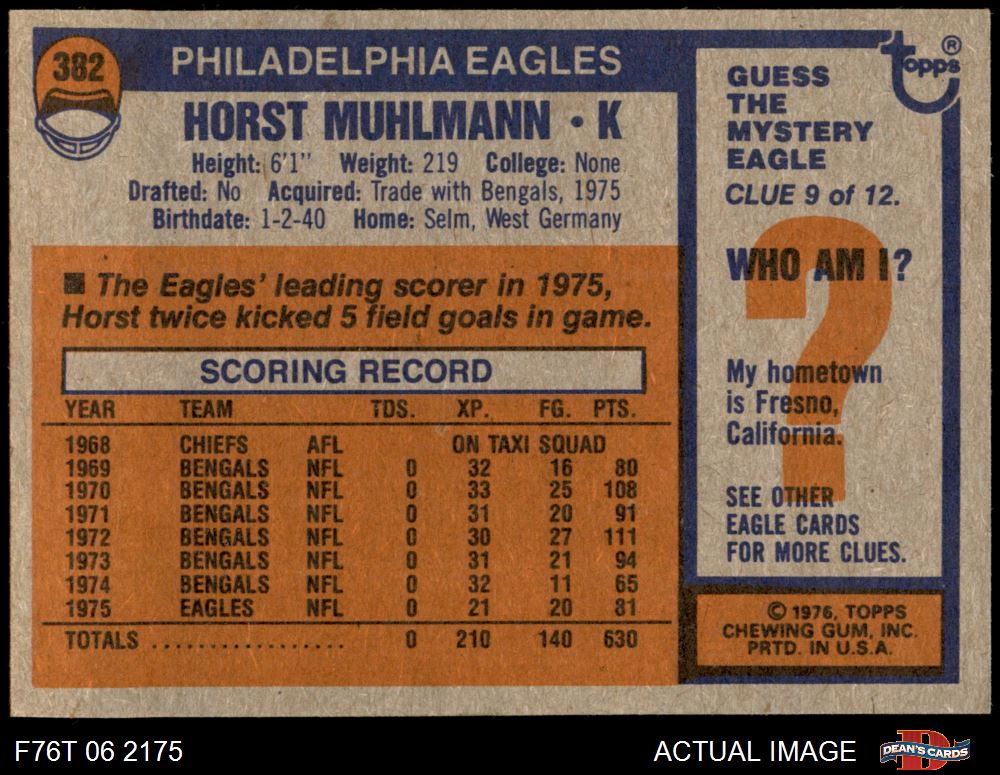 382
PHILADELPHIA EAGLES
HORST MUHLMANN • K
Height: 6'1" Weight: 219 College: None
Drafted: No Acquired: Trade with Bengals, 1975
Birthdate: 1-2-40 Home: Selm, West Germany
■ The Eagles' leading scorer in 1975,
Horst twice kicked 5 field goals in game.
SCORING RECORD
YEAR TEAM TDS. XP. FG. PTS.
1968 CHIEFS AFL ON TAXI SQUAD
1969 BENGALS NFL 0 32 16 80
1970 BENGALS NFL 0 33 25 108
1971 BENGALS NFL 0 31 20 91
1972 BENGALS NFL 0 30 27 111
1973 BENGALS NFL 0 31 21 94
1974 BENGALS NFL 0 32 11 65
1975 EAGLES NFL 0 21 20 81
TOTALS ................. 0 210 140 630
topps ®
GUESS
THE
MYSTERY
EAGLE
CLUE 9 of 12.
?
WHO AM I?
My hometown
is Fresno,
California.
SEE OTHER
EAGLE CARDS
FOR MORE CLUES.
© 1976, TOPPS
CHEWING GUM, INC.
PRTD. IN U.S.A.
F76T 06 2175
ACTUAL IMAGE
D
DEAN'S CARDS